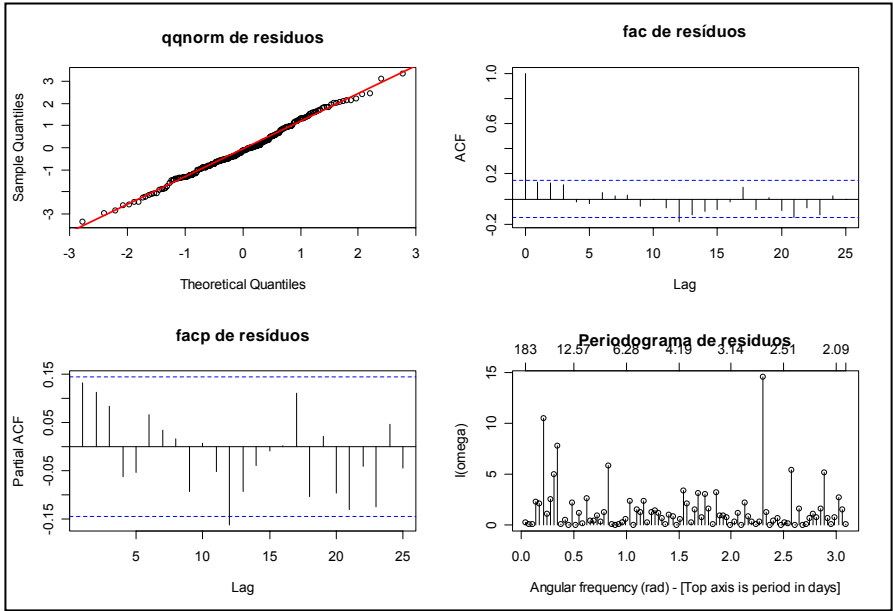 qqnorm de residuos
Sample Quantiles
3
2
1
0
-1
-3
-3 -2 -1 0 1 2 3
Theoretical Quantiles
fac de resíduos
ACF
1.0
0.6
0.2
-0.2
0 5 10 15 20 25
Lag
facp de resíduos
Partial ACF
0.15
0.05
-0.05
-0.15
5 10 15 20 25
Lag
Periodograma de residuos
183 12.57 6.28 4.19 3.14 2.51 2.09
I(omega)
15
10
5
0
0.0 0.5 1.0 1.5 2.0 2.5 3.0
Angular frequency (rad) - [Top axis is period in days]